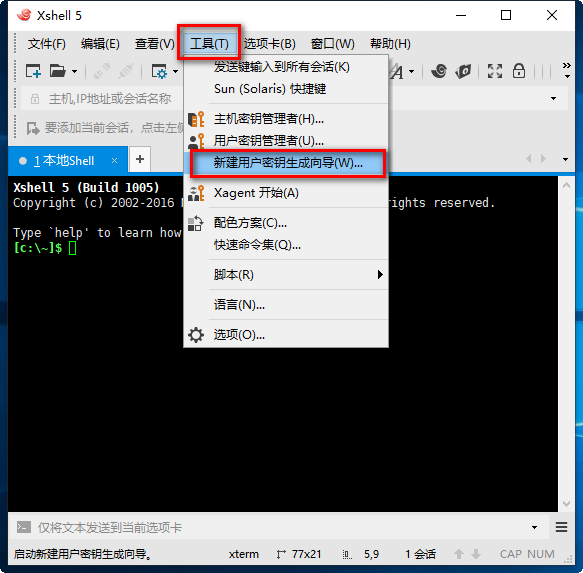 Xshell 5
文件(F) 编辑(E) 查看(V) 工具(T) 选项卡(B) 窗口(W) 帮助(H)
发送键输入到所有会话(K)
Sun (Solaris) 快捷键
主机,IP地址或会话名称
主机密钥管理者(H)...
要添加当前会话，点击左侧
用户密钥管理者(U)...
1 本地Shell
新建用户密钥生成向导(W)...
Xagent 开始(A)
配色方案(C)...
快速命令集(Q)...
脚本(R)
语言(N)...
选项(O)...
Xshell 5 (Build 1005)
Copyright (c) 2002-2016 rights reserved.
Type `help' to learn how
[c:\~]$
仅将文本发送到当前选项卡
启动新建用户密钥生成向导。 xterm 77x21 5,9 1 会话 CAP NUM